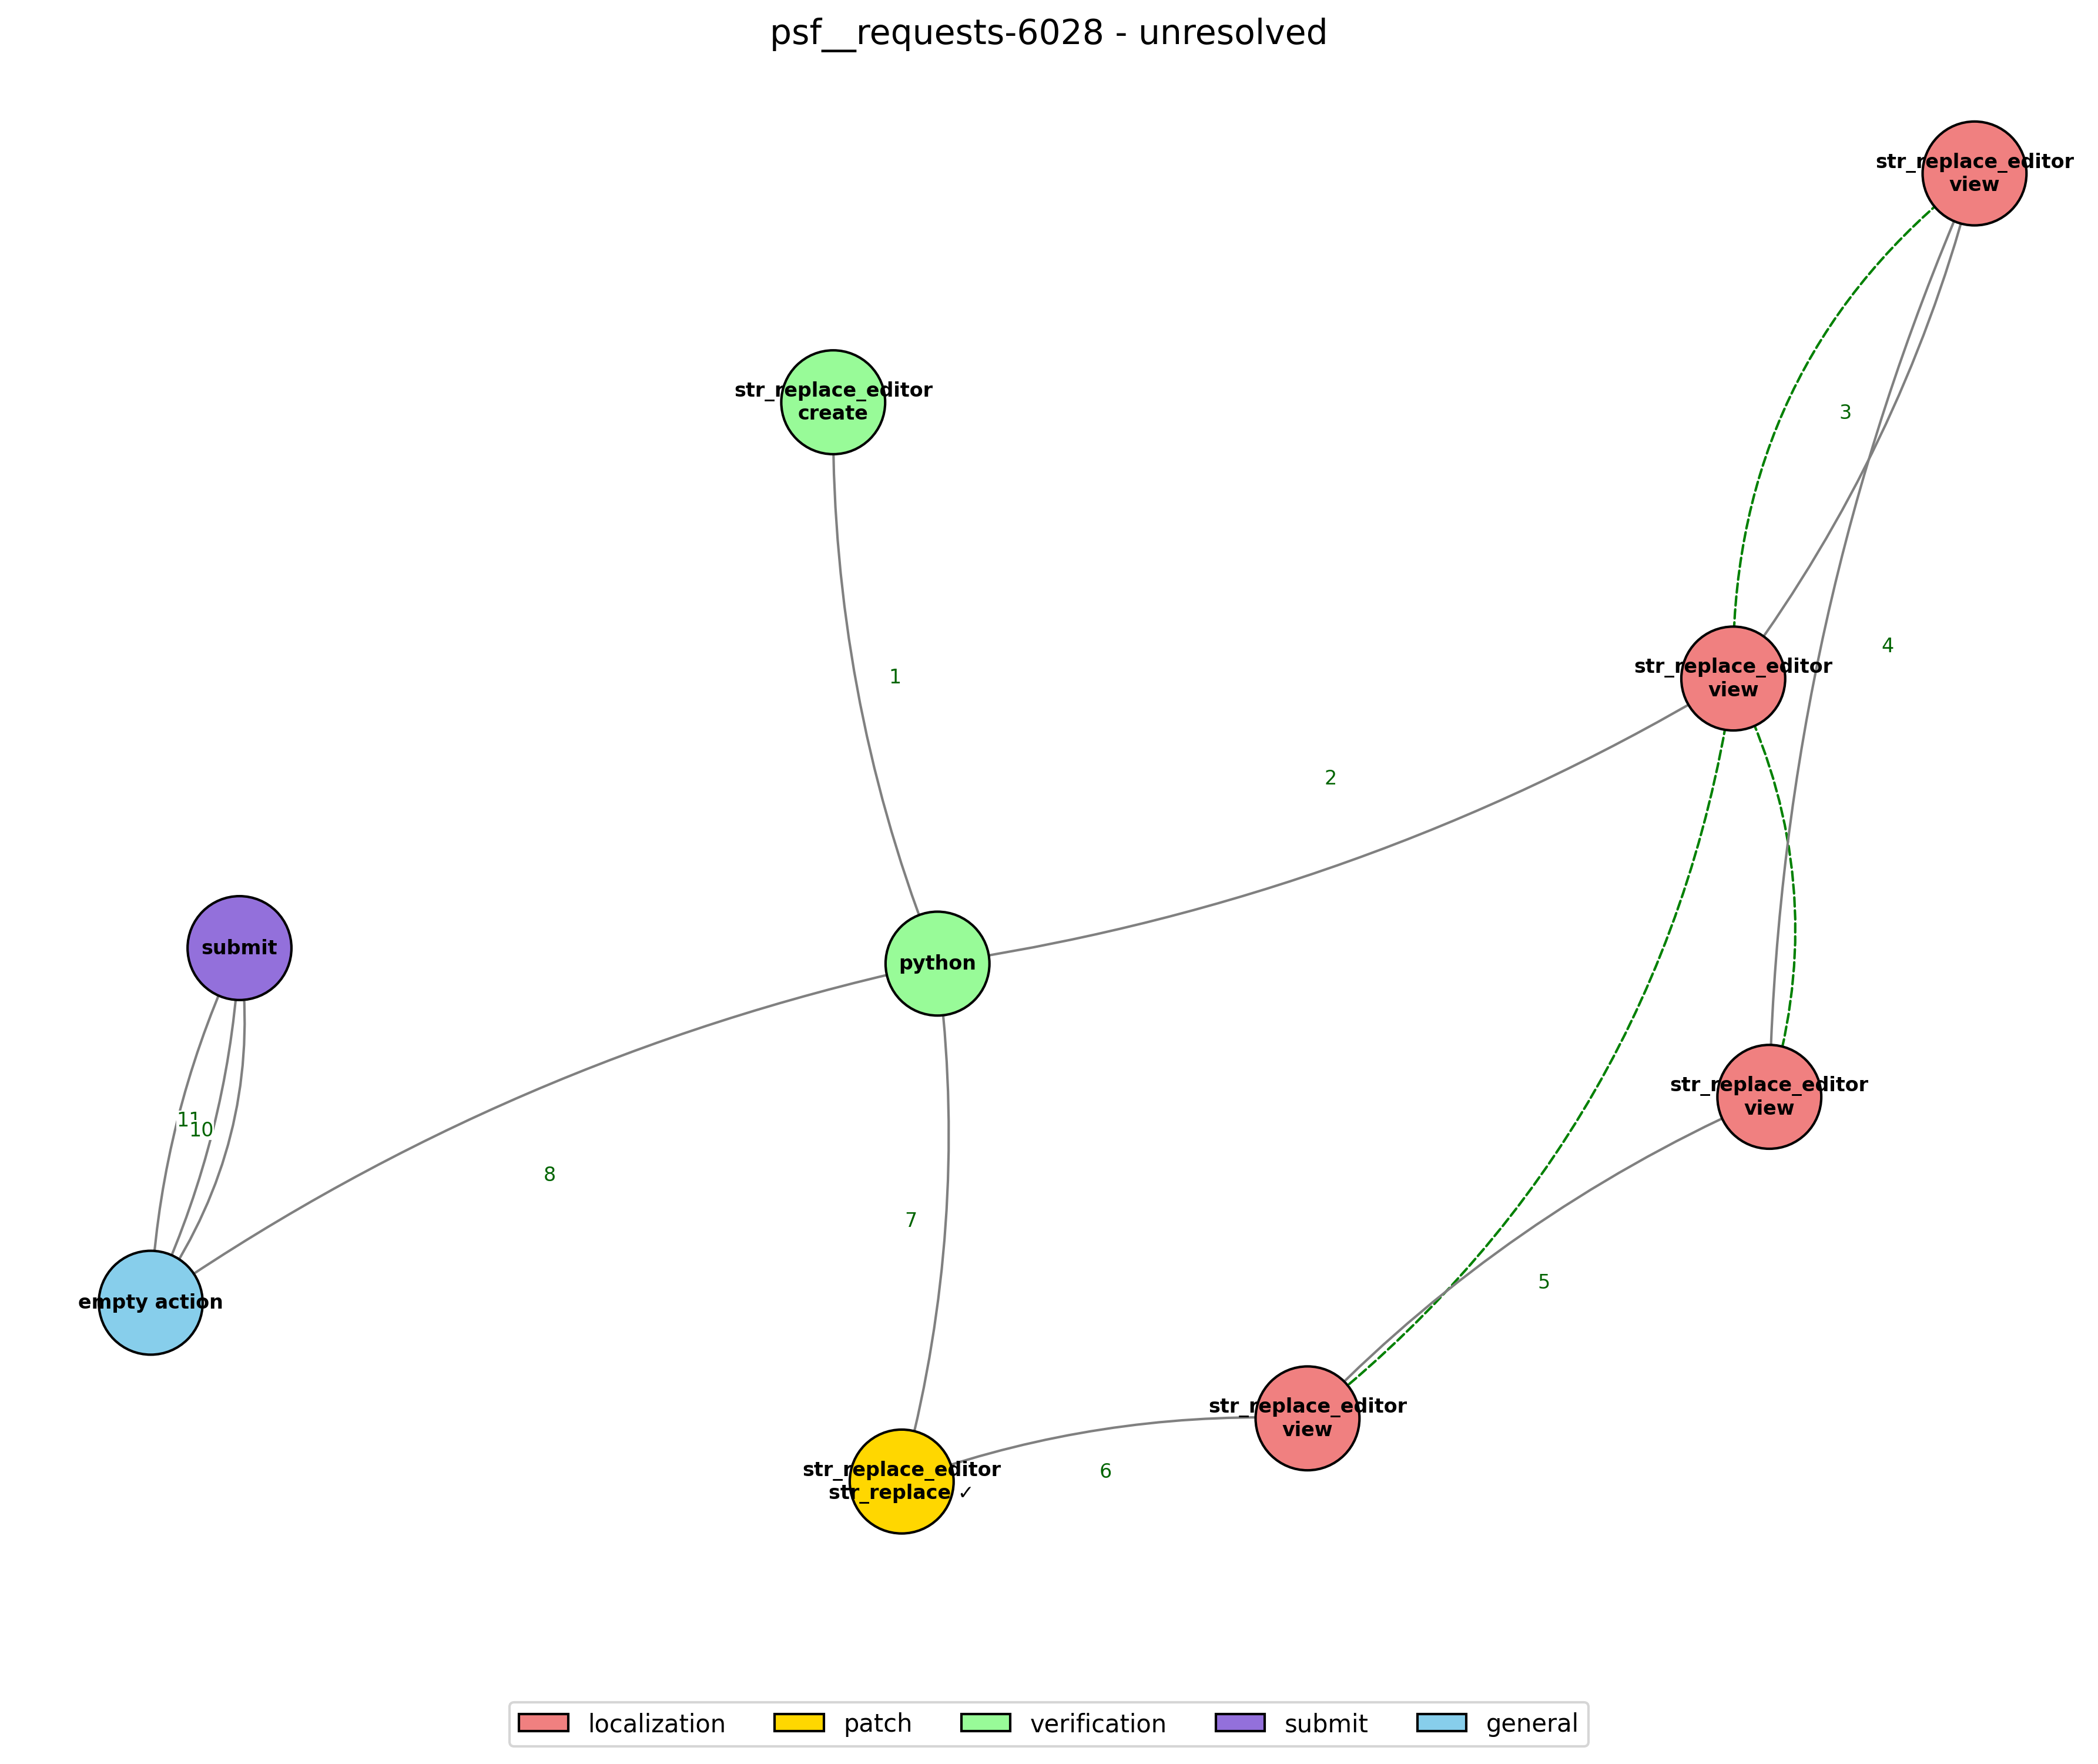 psf__requests-6028 - unresolved
str_replace_editor
view
str_replace_editor
create
3
4
str_replace_editor
view
1
2
submit
python
str_replace_editor
view
11
10
8
7
5
empty action
str_replace_editor
view
6
str_replace_editor
str_replace ✓
localization
patch
verification
submit
general